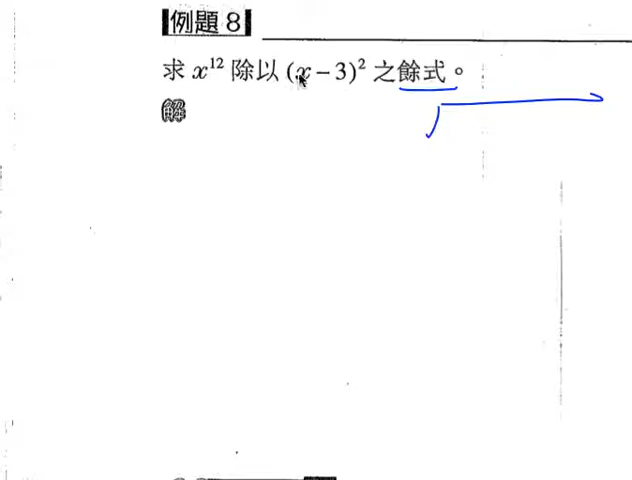 例題 8
求 x¹² 除以 (x − 3)² 之餘式。
解